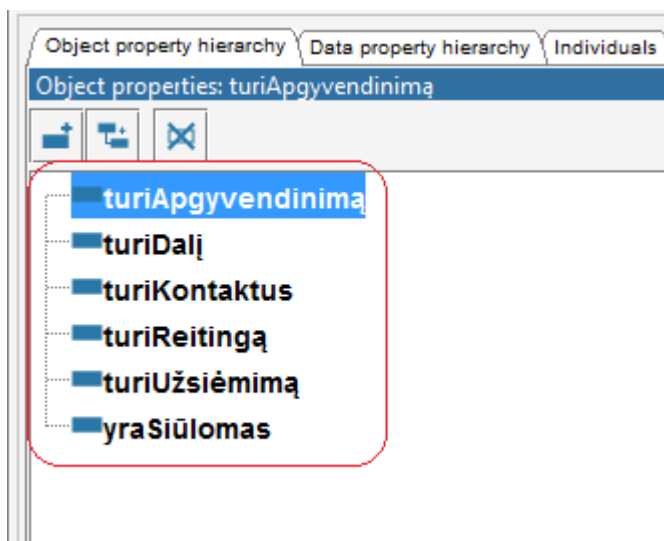 Object property hierarchy Data property hierarchy Individuals
Object properties: turiApgyvendinimą
turiApgyvendinimą
turiDalį
turiKontaktus
turiReitingą
turiUžsiėmimą
yraSiūlomas